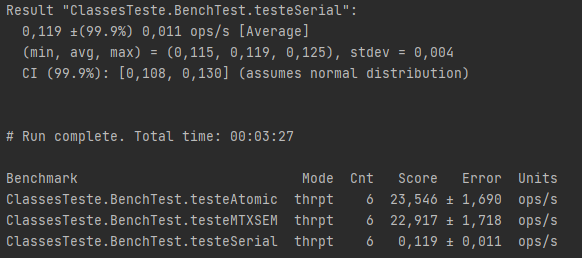 Result "ClassesTeste.BenchTest.testeSerial":
0,119 ±(99.9%) 0,011 ops/s [Average]
(min, avg, max) = (0,115, 0,119, 0,125), stdev = 0,004
CI (99.9%): [0,108, 0,130] (assumes normal distribution)
# Run complete. Total time: 00:03:27
Benchmark Mode Cnt Score Error Units
ClassesTeste.BenchTest.testeAtomic thrpt 6 23,546 ± 1,690 ops/s
ClassesTeste.BenchTest.testeMTXSEM thrpt 6 22,917 ± 1,718 ops/s
ClassesTeste.BenchTest.testeSerial thrpt 6 0,119 ± 0,011 ops/s